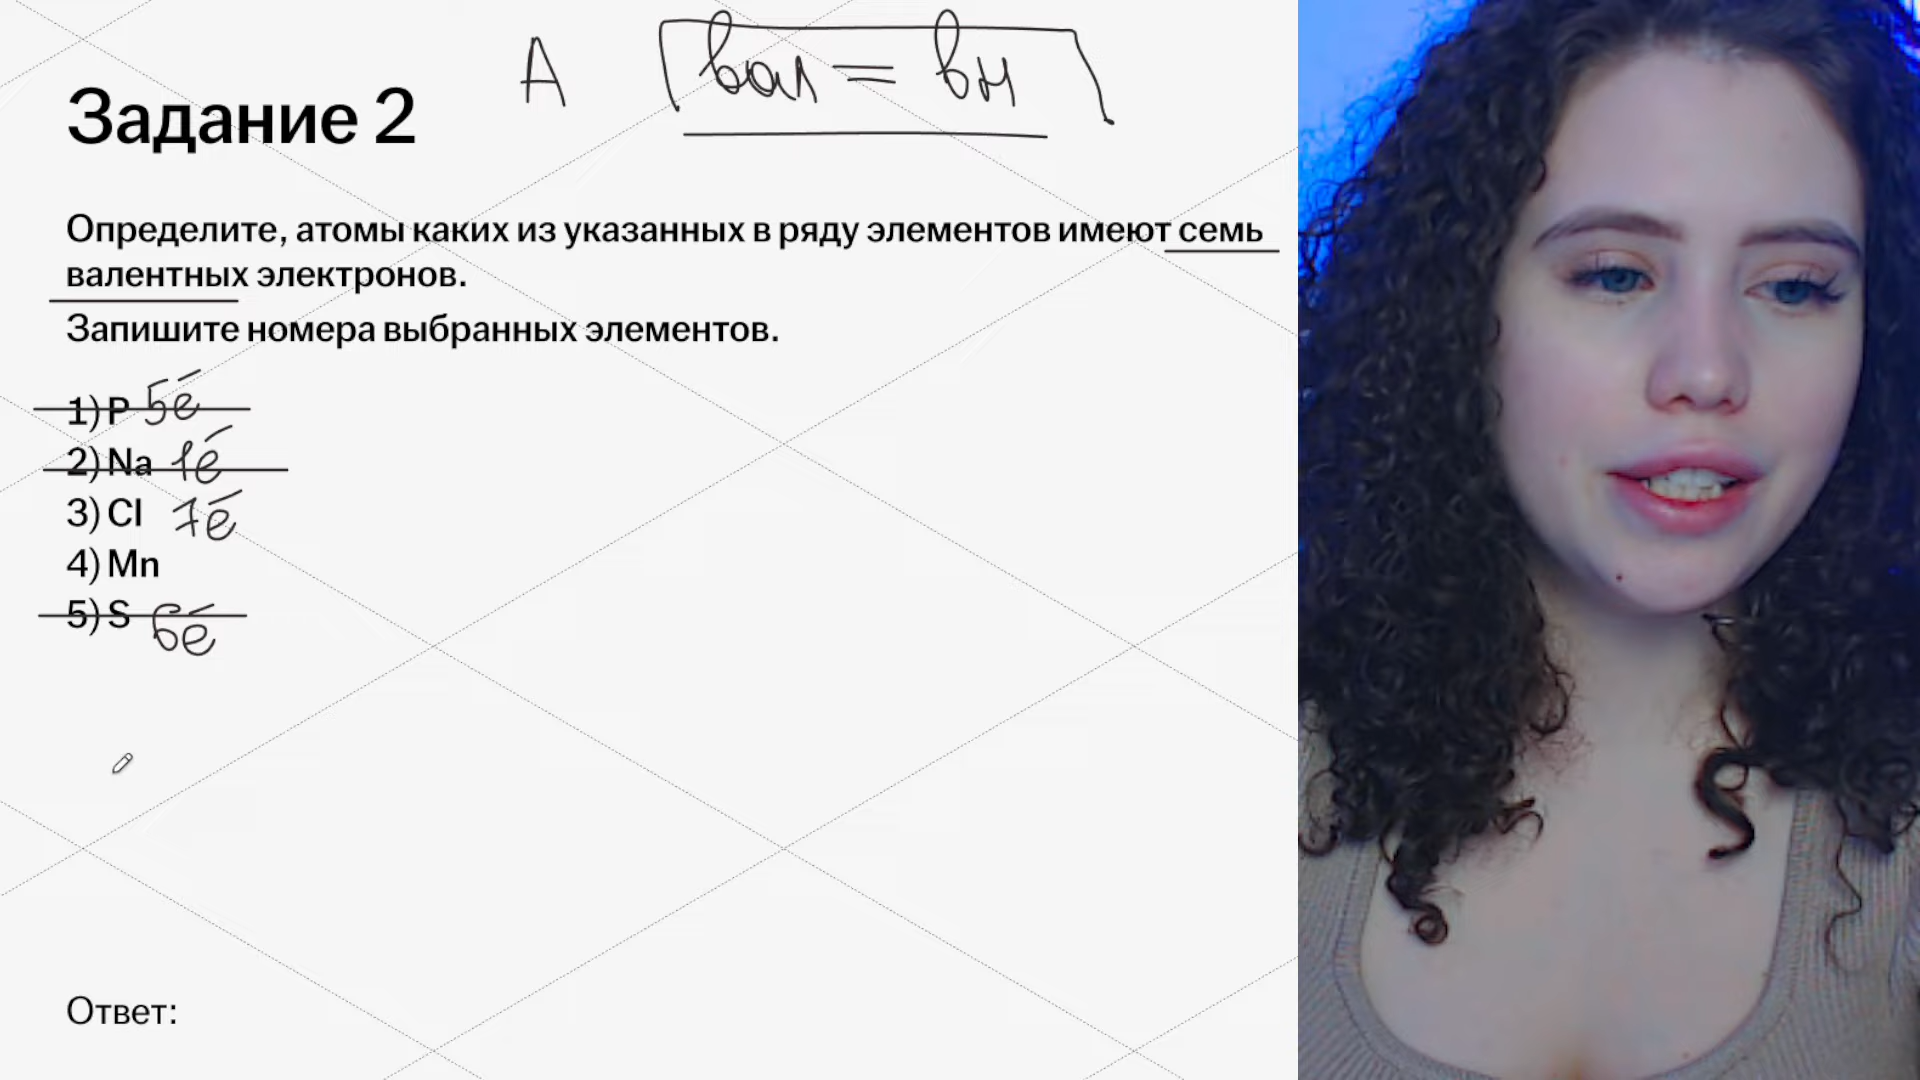 А вал = вн
Задание 2
Определите, атомы каких из указанных в ряду элементов имеют семь
валентных электронов.
Запишите номера выбранных элементов.
1) P 5ē
2) Na 1ē
3) Cl 7ē
4) Mn
5) S 6ē
Ответ: